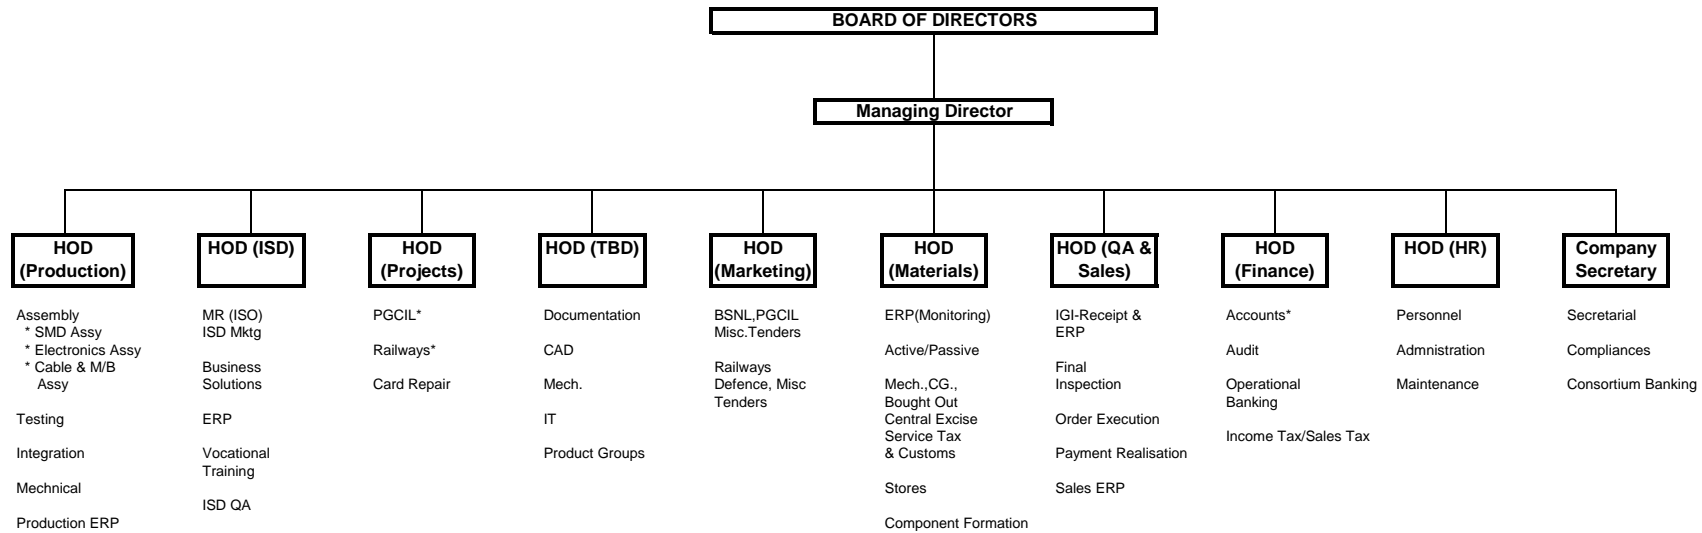 BOARD OF DIRECTORS
Managing Director
HOD
(Production)
HOD (ISD)
HOD
(Projects)
HOD (TBD)
HOD
(Marketing)
HOD
(Materials)
HOD (QA &
Sales)
HOD
(Finance)
HOD (HR)
Company
Secretary
Assembly
* SMD Assy
* Electronics Assy
* Cable & M/B
Assy
Testing
Integration
Mechnical
Production ERP
MR (ISO)
ISD Mktg
Business
Solutions
ERP
Vocational
Training
ISD QA
PGCIL*
Railways*
Card Repair
Documentation
CAD
Mech.
IT
Product Groups
BSNL,PGCIL
Misc.Tenders
Railways
Defence, Misc
Tenders
ERP(Monitoring)
Active/Passive
Mech.,CG.,
Bought Out
Central Excise
Service Tax
& Customs
Stores
Component Formation
IGI-Receipt &
ERP
Final
Inspection
Order Execution
Payment Realisation
Sales ERP
Accounts*
Audit
Operational
Banking
Income Tax/Sales Tax
Personnel
Admnistration
Maintenance
Secretarial
Compliances
Consortium Banking